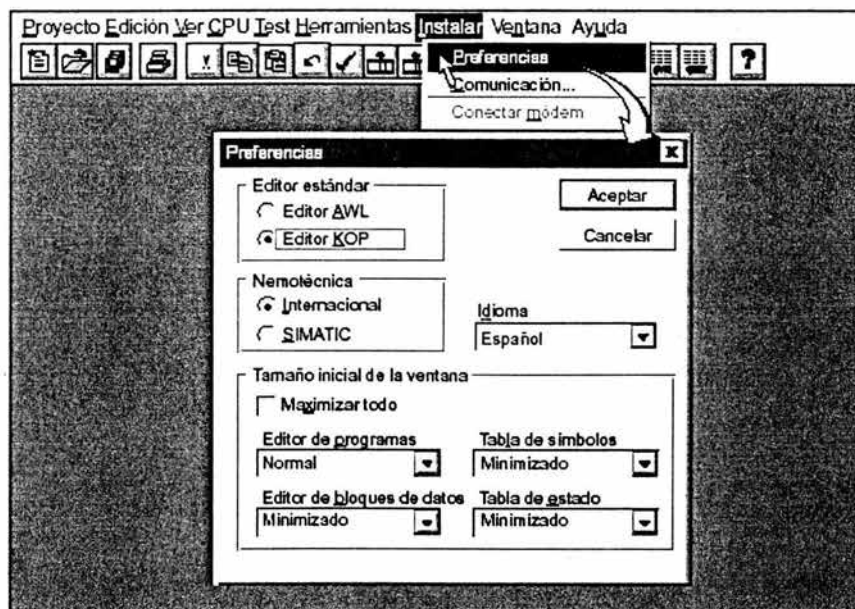 Proyecto Edición Ver CPU Test Herramientas Instalar Ventana Ayuda
?
Preferencias
Comunicación...
Conectar módem
Preferencias
Editor estándar
Editor AWL
Editor KOP
Aceptar
Cancelar
Nemotécnica
Internacional
SIMATIC
Idioma
Español
Tamaño inicial de la ventana
Maximizar todo
Editor de programas
Normal
Tabla de símbolos
Minimizado
Editor de bloques de datos
Minimizado
Tabla de estado
Minimizado